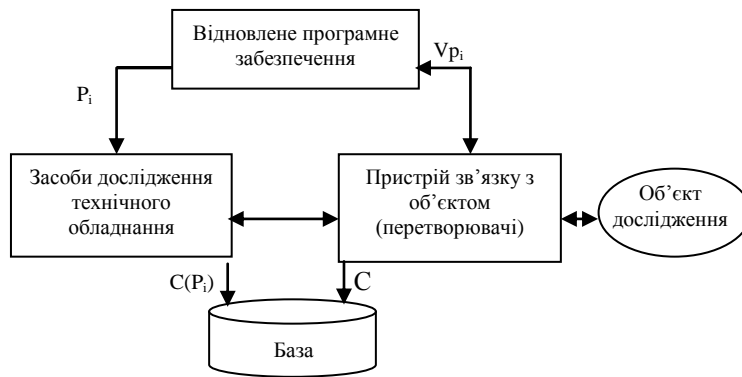 Відновлене програмне
забезпечення
Vpᵢ
Pᵢ
Засоби дослідження
технічного
обладнання
Пристрій зв’язку з
об’єктом
(перетворювачі)
Об’єкт
дослідження
C(Pᵢ)
C
База